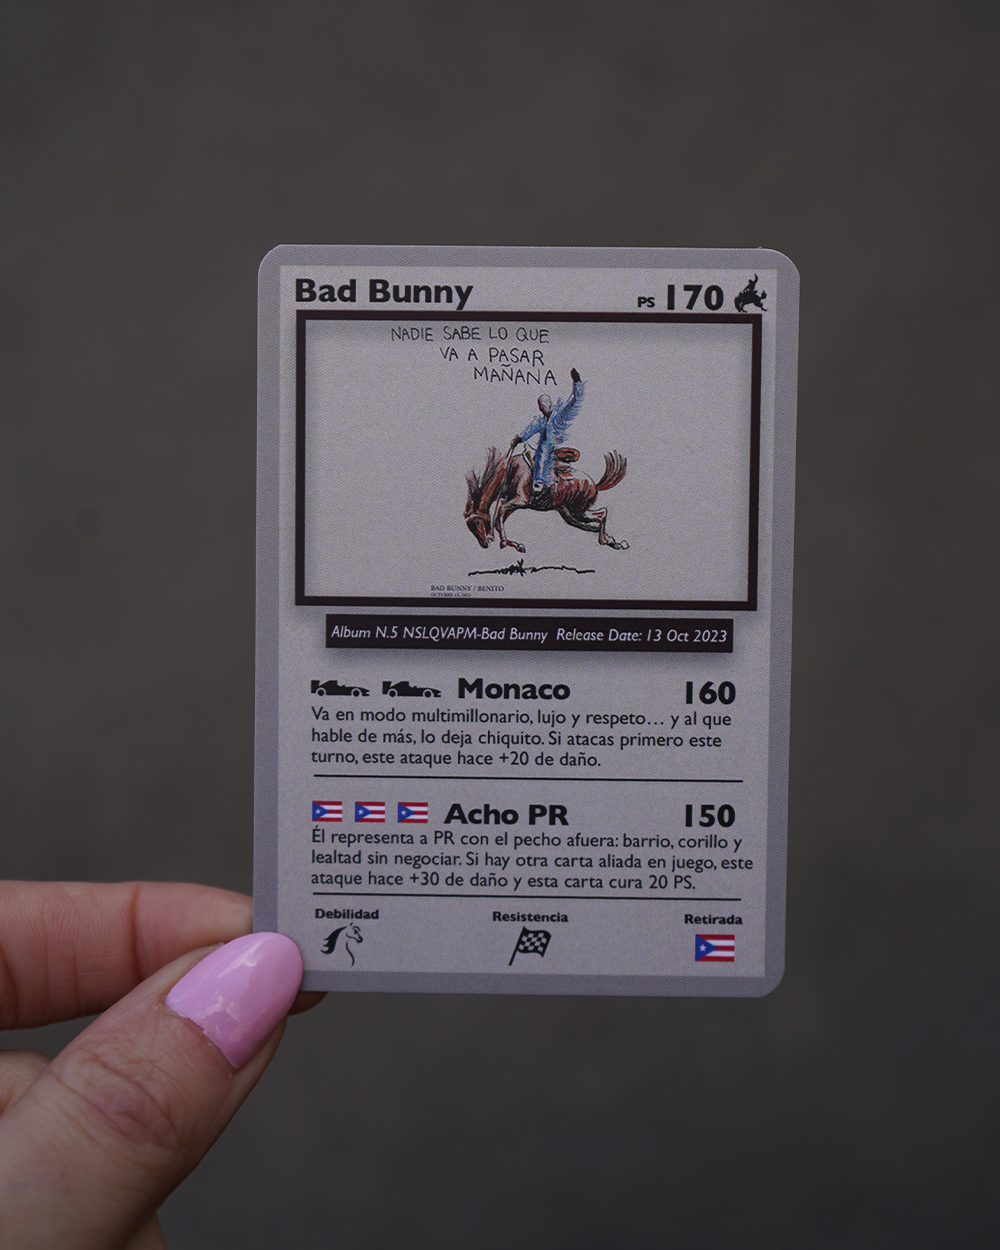 Bad Bunny
PS 170
NADIE SABE LO QUE
VA A PASAR
MAÑANA
BAD BUNNY / BENITO
Album N.5 NSLQVAPM-Bad Bunny Release Date: 13 Oct 2023
Monaco 160
Va en modo multimillonario, lujo y respeto... y al que
hable de más, lo deja chiquito. Si atacas primero este
turno, este ataque hace +20 de daño.
Acho PR 150
Él representa a PR con el pecho afuera: barrio, corillo y
lealtad sin negociar. Si hay otra carta aliada en juego, este
ataque hace +30 de daño y esta carta cura 20 PS.
Debilidad Resistencia Retirada